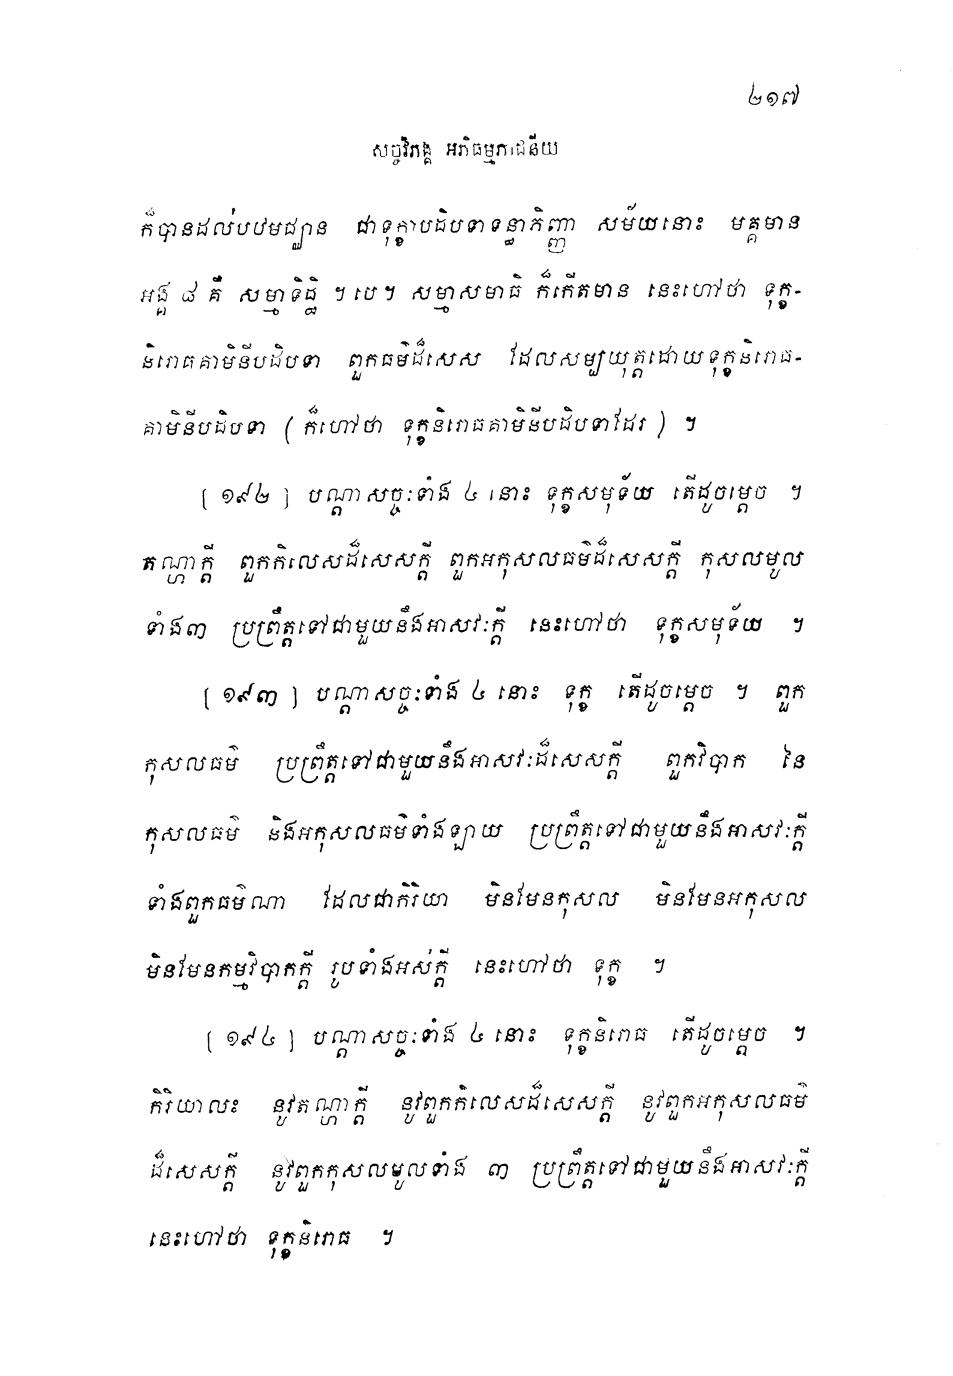 ២១៧
សច្ចវិភង្គ អភិធម្មភាជនីយ
ក៏បានដល់បឋមជ្ឈាន ជាទុក្ខាបដិបទាទន្ធាភិញ្ញា សម័យនោះ មគ្គមាន
អង្គ ៨ គឺ សម្មាទិដ្ឋិ ។ បេ ។ សម្មាសមាធិ ក៏កើតមាន នេះហៅថា ទុក្ខ-
និរោធគាមិនីបដិបទា ពួកធម៌ដ៏សេស ដែលសម្បយុត្តដោយទុក្ខនិរោធ-
គាមិនីបដិបទា ( ក៏ហៅថា ទុក្ខនិរោធគាមិនីបដិបទាដែរ ) ។
[ ១៩២ ] បណ្តាសច្ចៈទាំង ៤ នោះ ទុក្ខសមុទ័យ តើដូចម្តេច ។
តណ្ហាក្តី ពួកកិលេសដ៏សេសក្តី ពួកអកុសលធម៌ដ៏សេសក្តី កុសលមូល
ទាំង៣ ប្រព្រឹត្តទៅជាមួយនឹងអាសវៈក្តី នេះហៅថា ទុក្ខសមុទ័យ ។
[ ១៩៣ ] បណ្តាសច្ចៈទាំង ៤ នោះ ទុក្ខ តើដូចម្តេច ។ ពួក
កុសលធម៌ ប្រព្រឹត្តទៅជាមួយនឹងអាសវៈដ៏សេសក្តី ពួកវិបាក នៃ
កុសលធម៌ និងអកុសលធម៌ទាំងឡាយ ប្រព្រឹត្តទៅជាមួយនឹងអាសវៈក្តី
ទាំងពួកធម៌ណា ដែលជាកិរិយា មិនមែនកុសល មិនមែនអកុសល
មិនមែនកម្មវិបាកក្តី រូបទាំងអស់ក្តី នេះហៅថា ទុក្ខ ។
[ ១៩៤ ] បណ្តាសច្ចៈទាំង ៤ នោះ ទុក្ខនិរោធ តើដូចម្តេច ។
កិរិយាលះ នូវតណ្ហាក្តី នូវពួកកិលេសដ៏សេសក្តី នូវពួកអកុសលធម៌
ដ៏សេសក្តី នូវពួកកុសលមូលទាំង ៣ ប្រព្រឹត្តទៅជាមួយនឹងអាសវៈក្តី
នេះហៅថា ទុក្ខនិរោធ ។